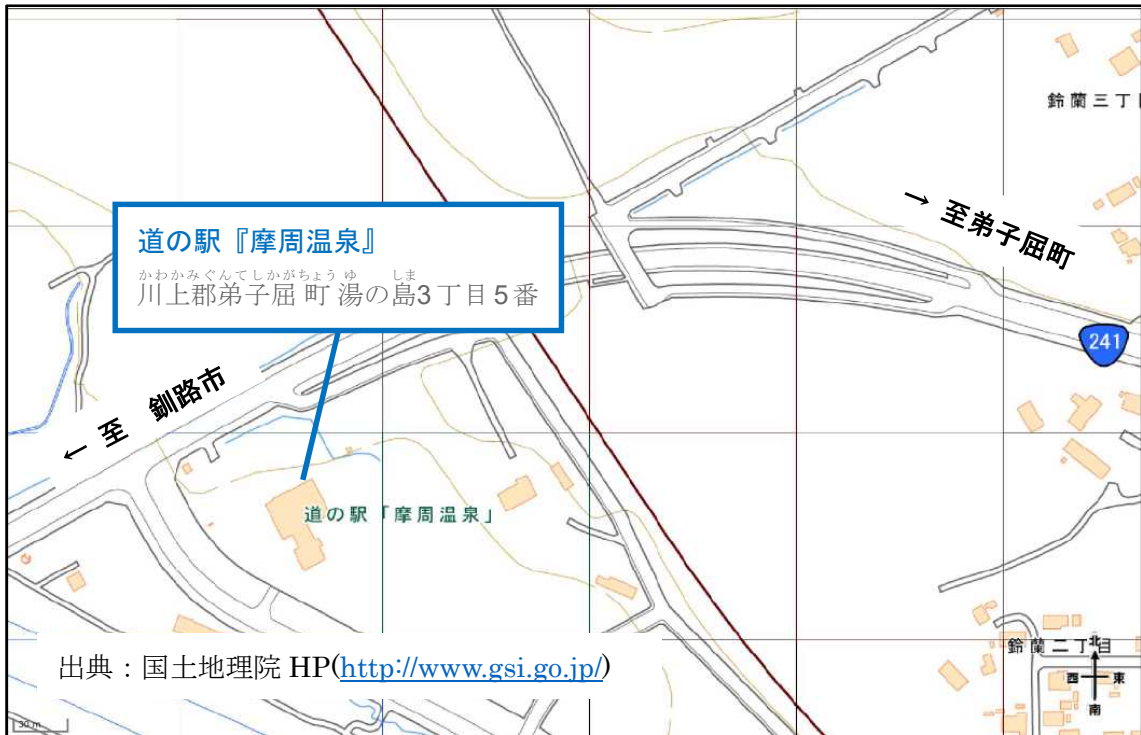 鈴蘭三丁目
→ 至弟子屈町
道の駅『摩周温泉』
かわかみぐんてしかがちょう ゆ しま
川上郡弟子屈町湯の島3丁目5番
241
← 至 釧路市
道の駅「摩周温泉」
出典:国土地理院 HP(http://www.gsi.go.jp/)
鈴蘭二丁目
北
西 東
南
30 m